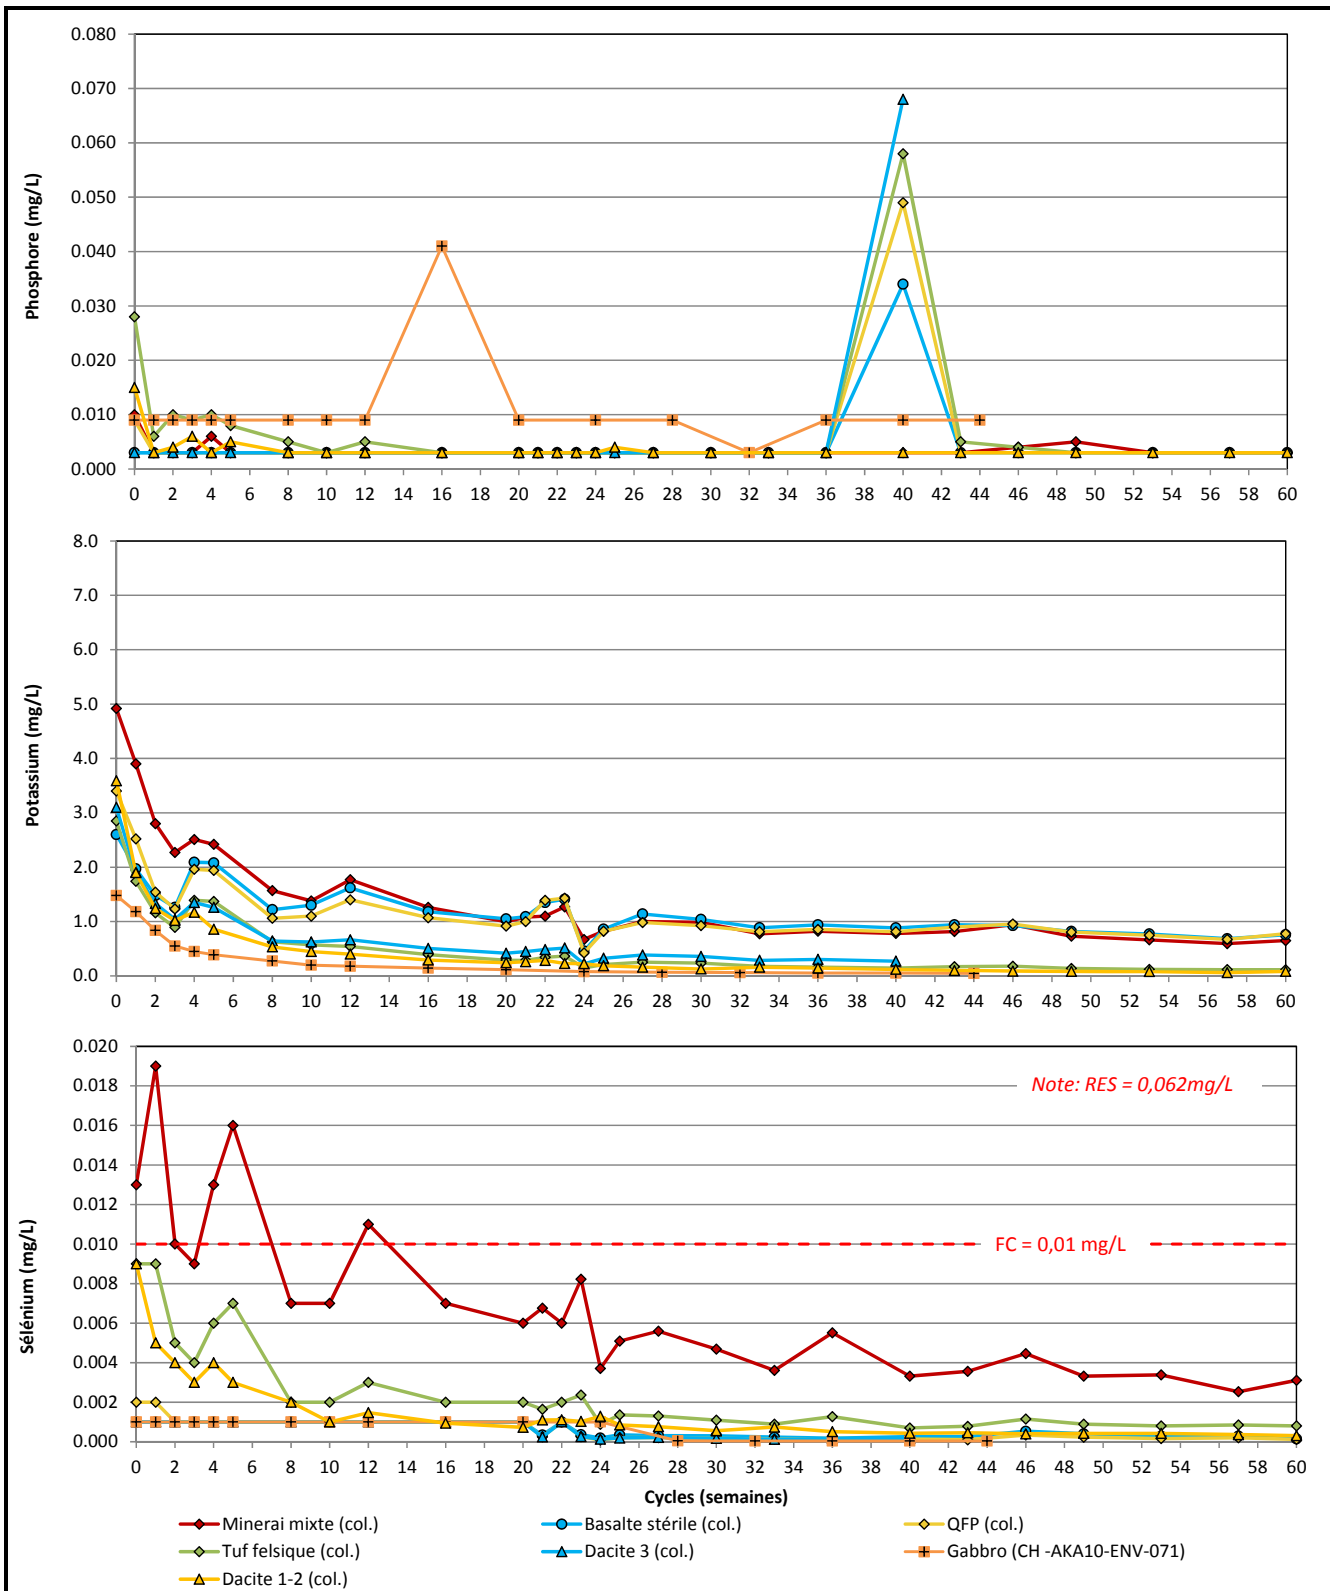 0.080
0.070
0.060
0.050
0.040
0.030
0.020
0.010
0.000
Phosphore (mg/L)
0 2 4 6 8 10 12 14 16 18 20 22 24 26 28 30 32 34 36 38 40 42 44 46 48 50 52 54 56 58 60
8.0
7.0
6.0
5.0
4.0
3.0
2.0
1.0
0.0
Potassium (mg/L)
0 2 4 6 8 10 12 14 16 18 20 22 24 26 28 30 32 34 36 38 40 42 44 46 48 50 52 54 56 58 60
0.020
0.018
0.016
0.014
0.012
0.010
0.008
0.006
0.004
0.002
0.000
Sélénium (mg/L)
Note: RES = 0,062mg/L
FC = 0,01 mg/L
0 2 4 6 8 10 12 14 16 18 20 22 24 26 28 30 32 34 36 38 40 42 44 46 48 50 52 54 56 58 60
Cycles (semaines)
Minerai mixte (col.) Basalte stérile (col.) QFP (col.)
Tuf felsique (col.) Dacite 3 (col.) Gabbro (CH -AKA10-ENV-071)
Dacite 1-2 (col.)